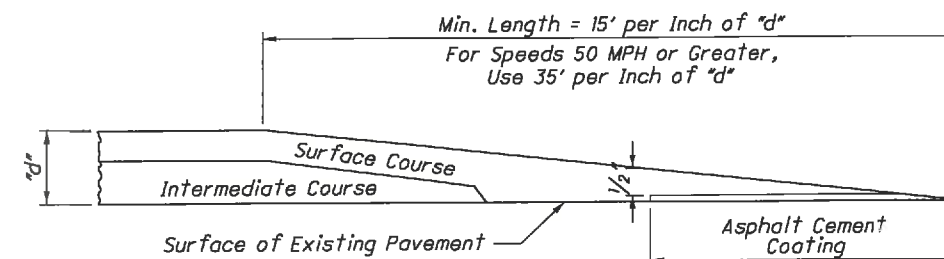 Min. Length = 15' per Inch of "d"
For Speeds 50 MPH or Greater,
Use 35' per Inch of "d"
"d"
Surface Course
1/2"
Intermediate Course
Surface of Existing Pavement
Asphalt Cement
Coating